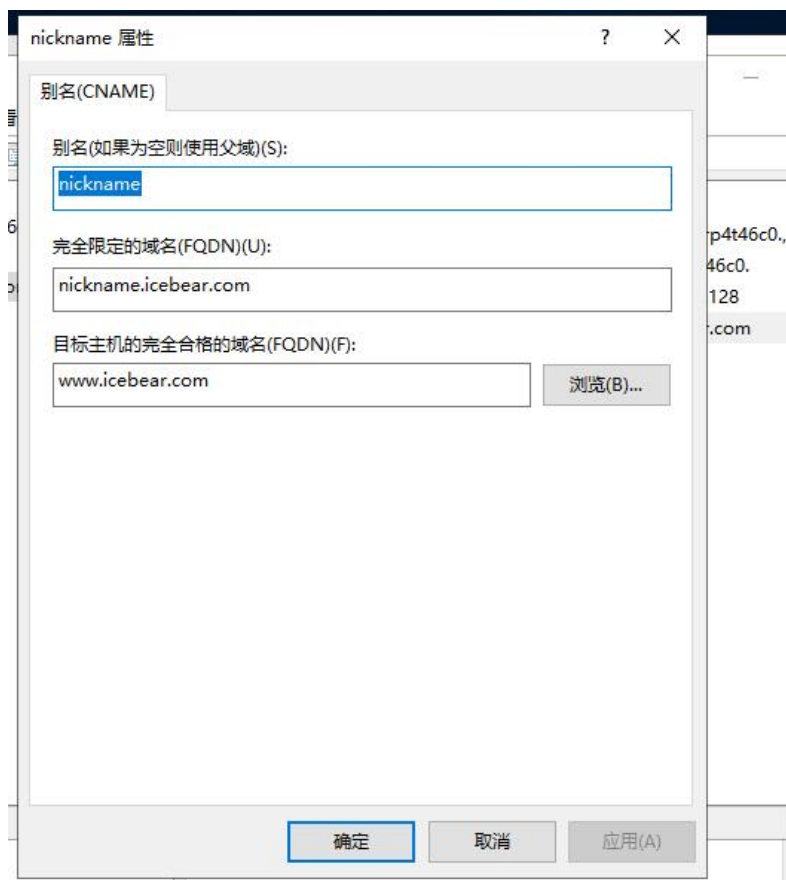 nickname 属性
?
别名(CNAME)
别名(如果为空则使用父域)(S):
nickname
完全限定的域名(FQDN)(U):
nickname.icebear.com
目标主机的完全合格的域名(FQDN)(F):
www.icebear.com
浏览(B)...
确定
取消
应用(A)
rp4t46c0.,
46c0.
128
.com